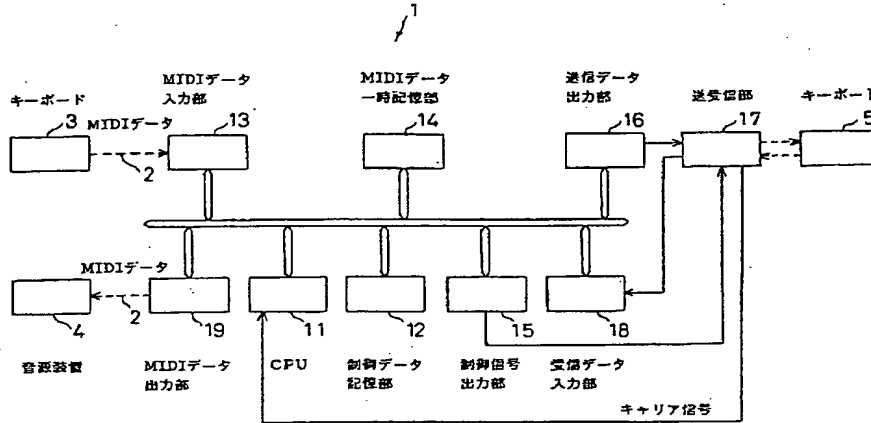 1
キーボード
3
MIDIデータ
2
MIDIデータ
入力部
13
MIDIデータ
一時記憶部
14
送信データ
出力部
16
送受信部
17
キーボード
5
MIDIデータ
2
4
音源装置
19
MIDIデータ
出力部
11
CPU
12
制御データ
記憶部
15
制御信号
出力部
18
受信データ
入力部
キャリア信号